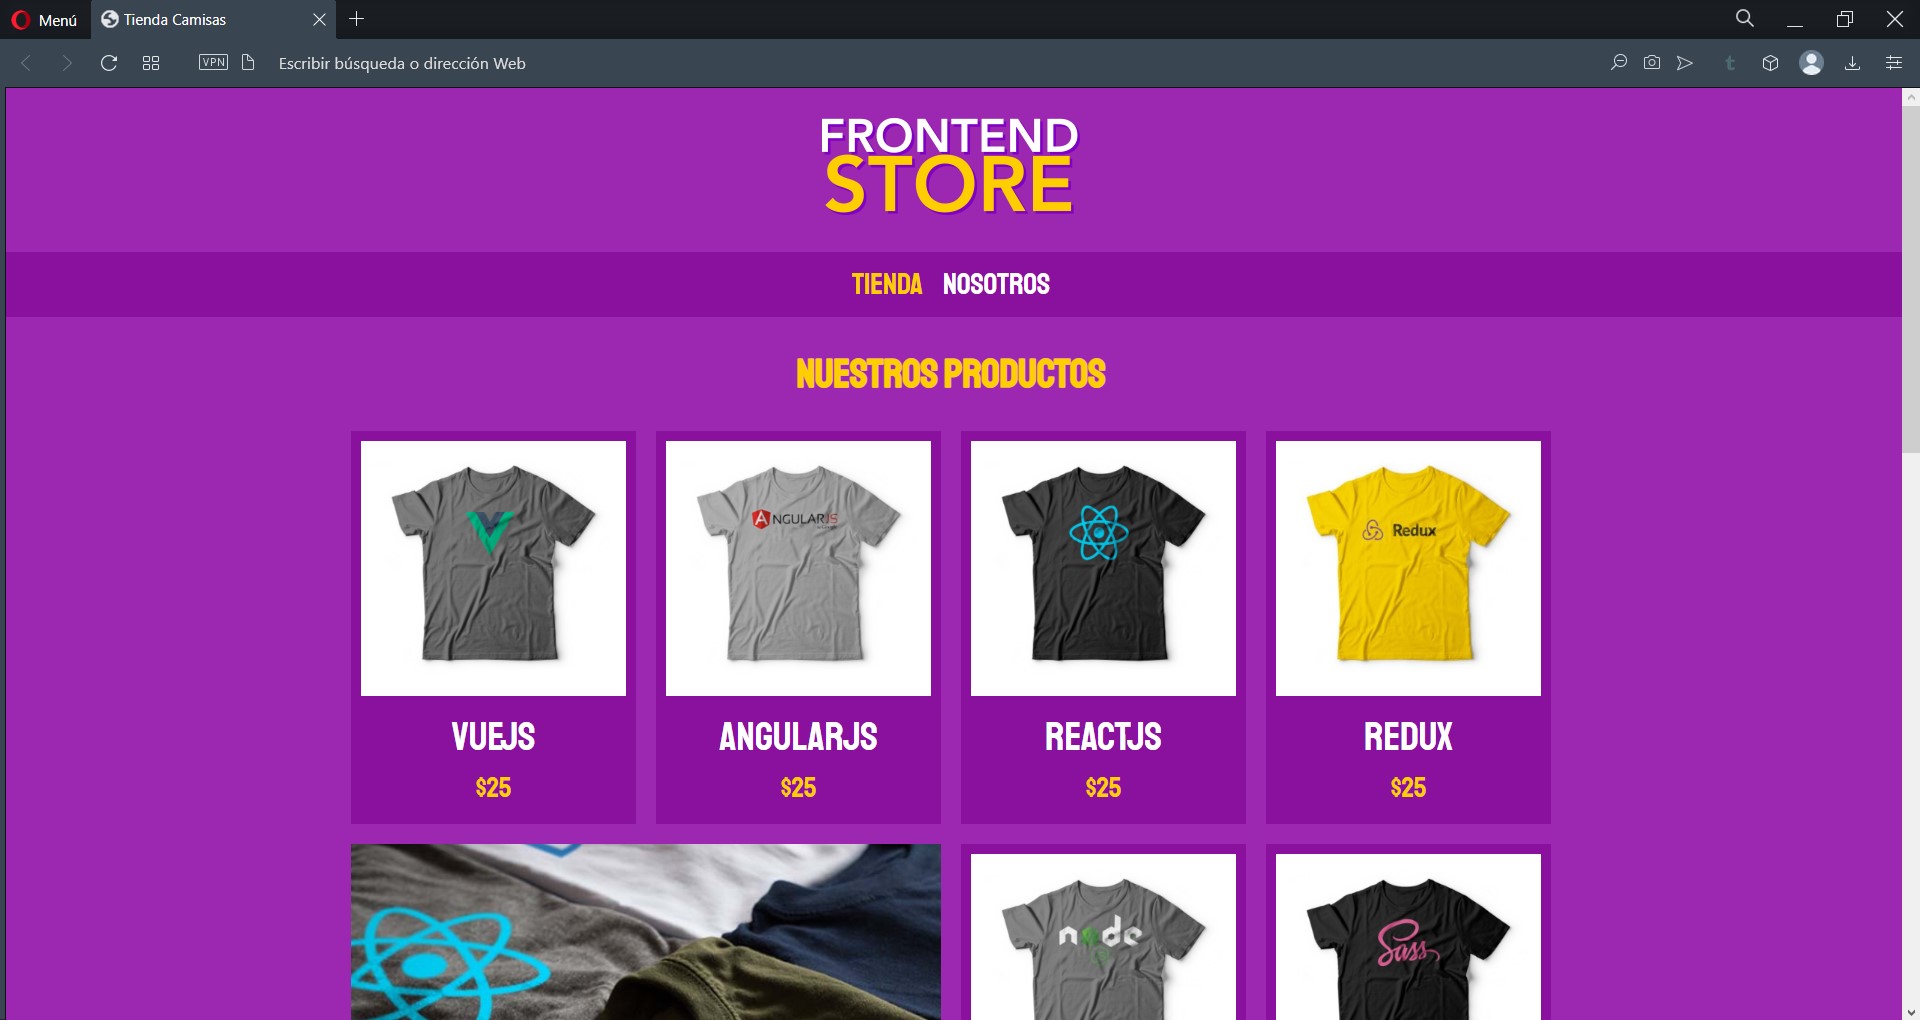 Menú
Tienda Camisas
VPN
Escribir búsqueda o dirección Web
t
FRONTEND
STORE
TIENDA NOSOTROS
NUESTROS PRODUCTOS
ANGULARJS
Redux
VUEJS
ANGULARJS
REACTJS
REDUX
$25
$25
$25
$25
node
Sass